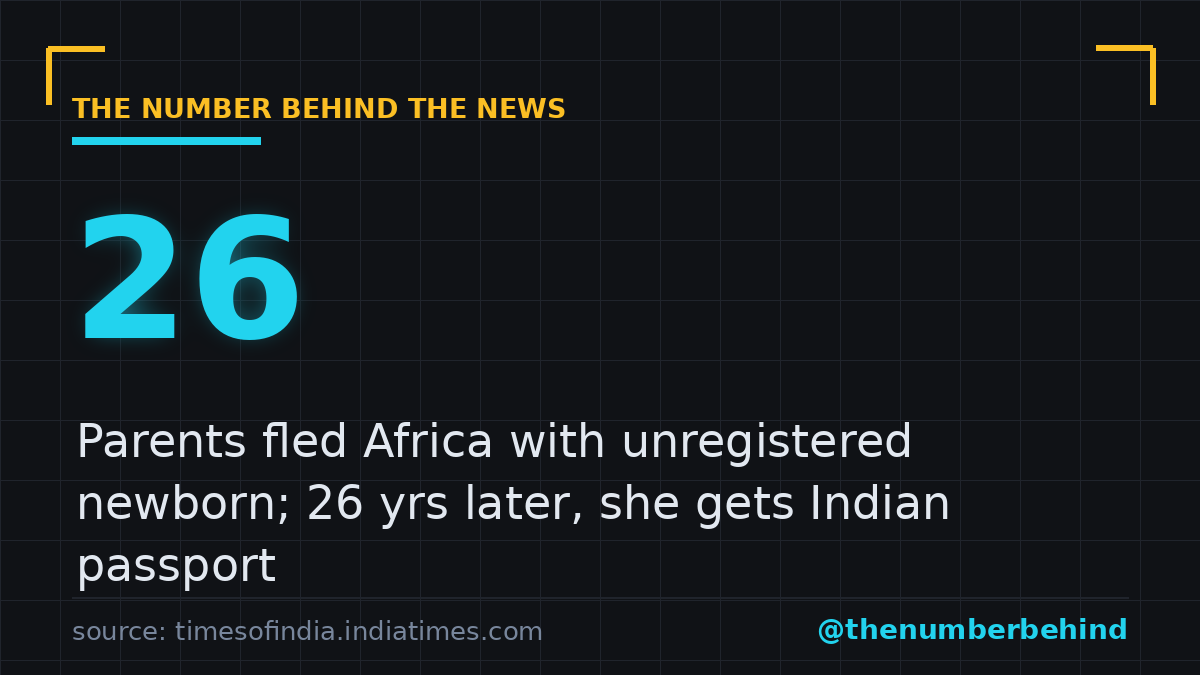 THE NUMBER BEHIND THE NEWS
26
Parents fled Africa with unregistered
newborn; 26 yrs later, she gets Indian
passport
source: timesofindia.indiatimes.com
@thenumberbehind